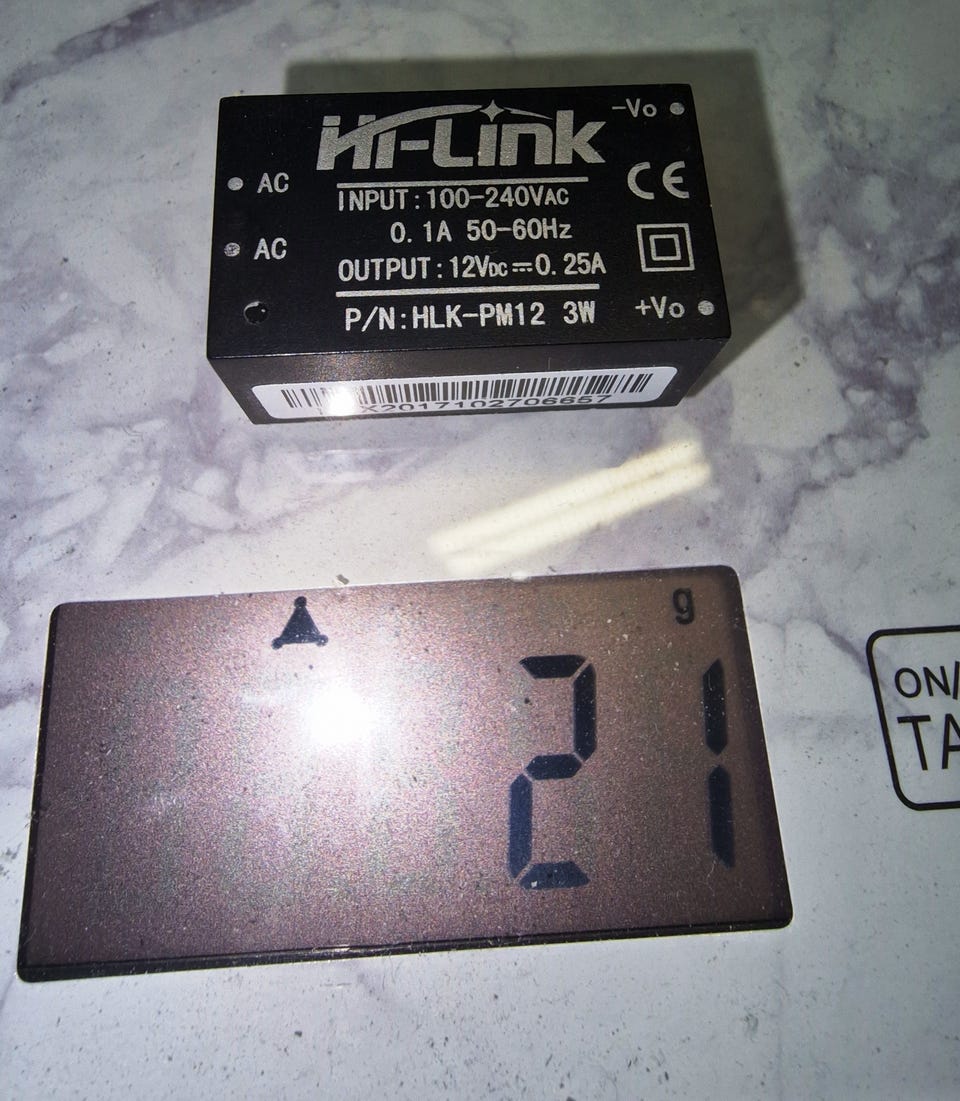 Hi-Link
-Vo
AC
INPUT:100-240VAC
CE
0.1A 50-60Hz
AC
OUTPUT:12VDC⎓0.25A
P/N:HLK-PM12 3W
+Vo
X2017102706657
g
21
ON/
TA